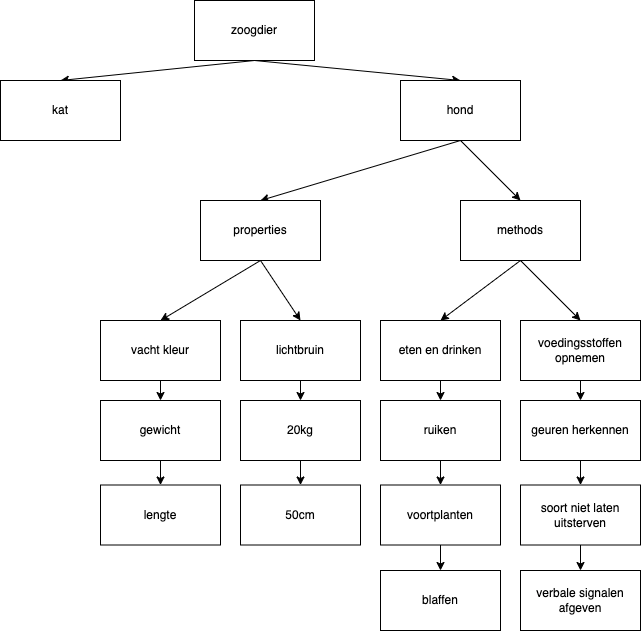 zoogdier
kat
hond
properties
methods
vacht kleur
lichtbruin
eten en drinken
voedingsstoffen
opnemen
gewicht
20kg
ruiken
geuren herkennen
lengte
50cm
voortplanten
soort niet laten
uitsterven
blaffen
verbale signalen
afgeven